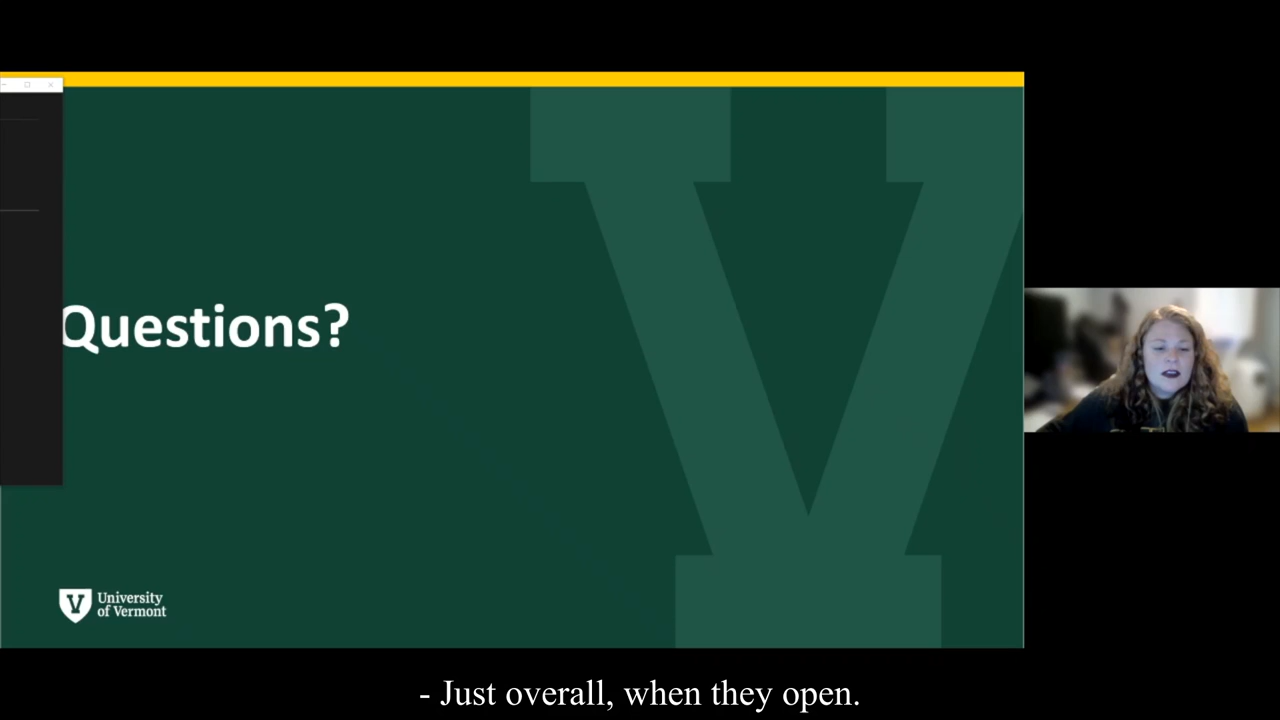 Questions?
V University
of Vermont
- Just overall, when they open.